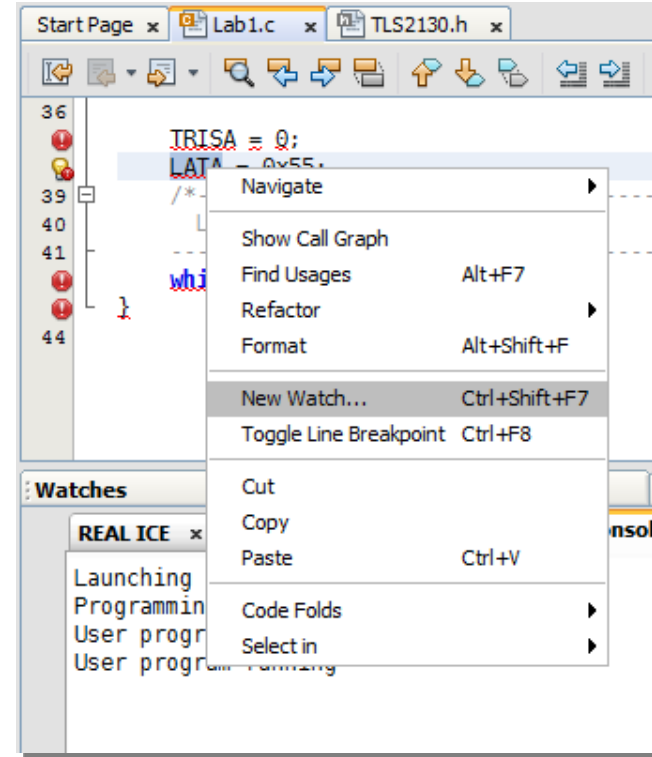 Start Page x Lab1.c x TLS2130.h x
36
TRISA = 0;
LATA = 0x55;
39 /*-
40 L
41 ---
whi
}
44
Navigate
Show Call Graph
Find Usages Alt+F7
Refactor
Format Alt+Shift+F
New Watch... Ctrl+Shift+F7
Toggle Line Breakpoint Ctrl+F8
Cut
Copy
Paste Ctrl+V
Code Folds
Select in
Watches
REAL ICE x nsol
Launching
Programmin
User progr
User program running